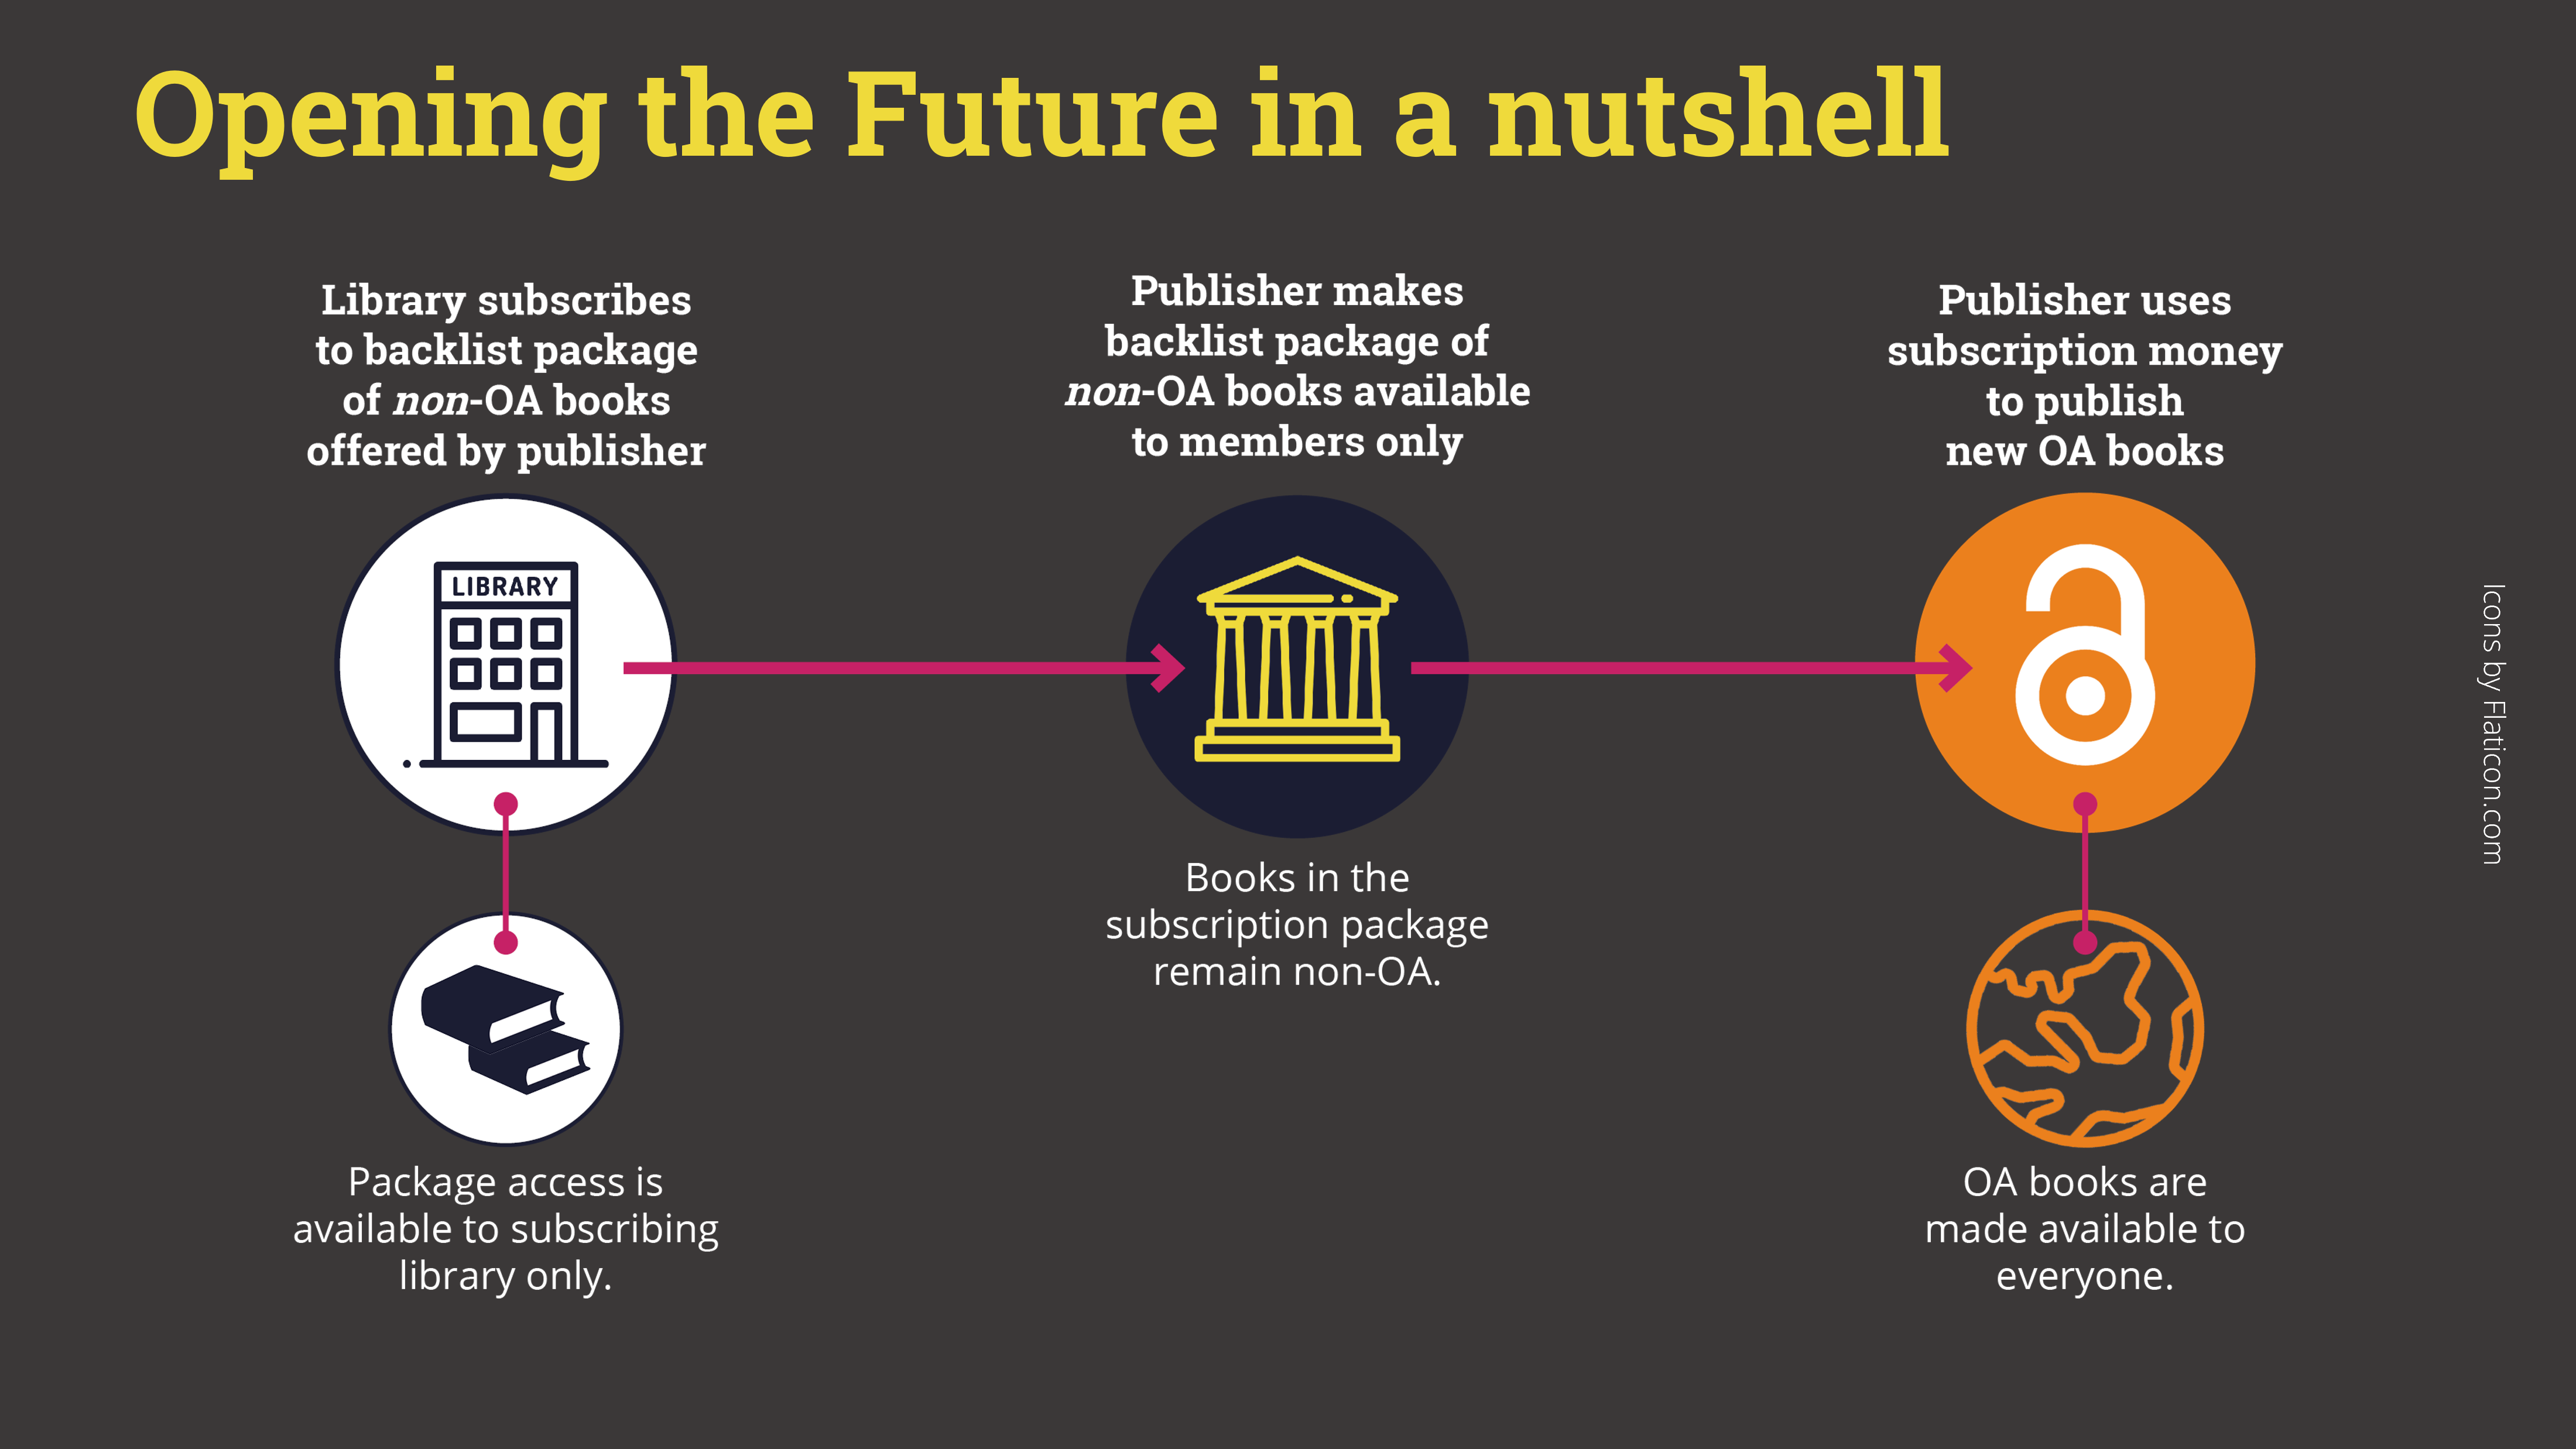 Opening the Future in a nutshell
Library subscribes
to backlist package
of non-OA books
offered by publisher
LIBRARY
Package access is
available to subscribing
library only.
Publisher makes
backlist package of
non-OA books available
to members only
Books in the
subscription package
remain non-OA.
Publisher uses
subscription money
to publish
new OA books
OA books are
made available to
everyone.
Icons by Flaticon.com